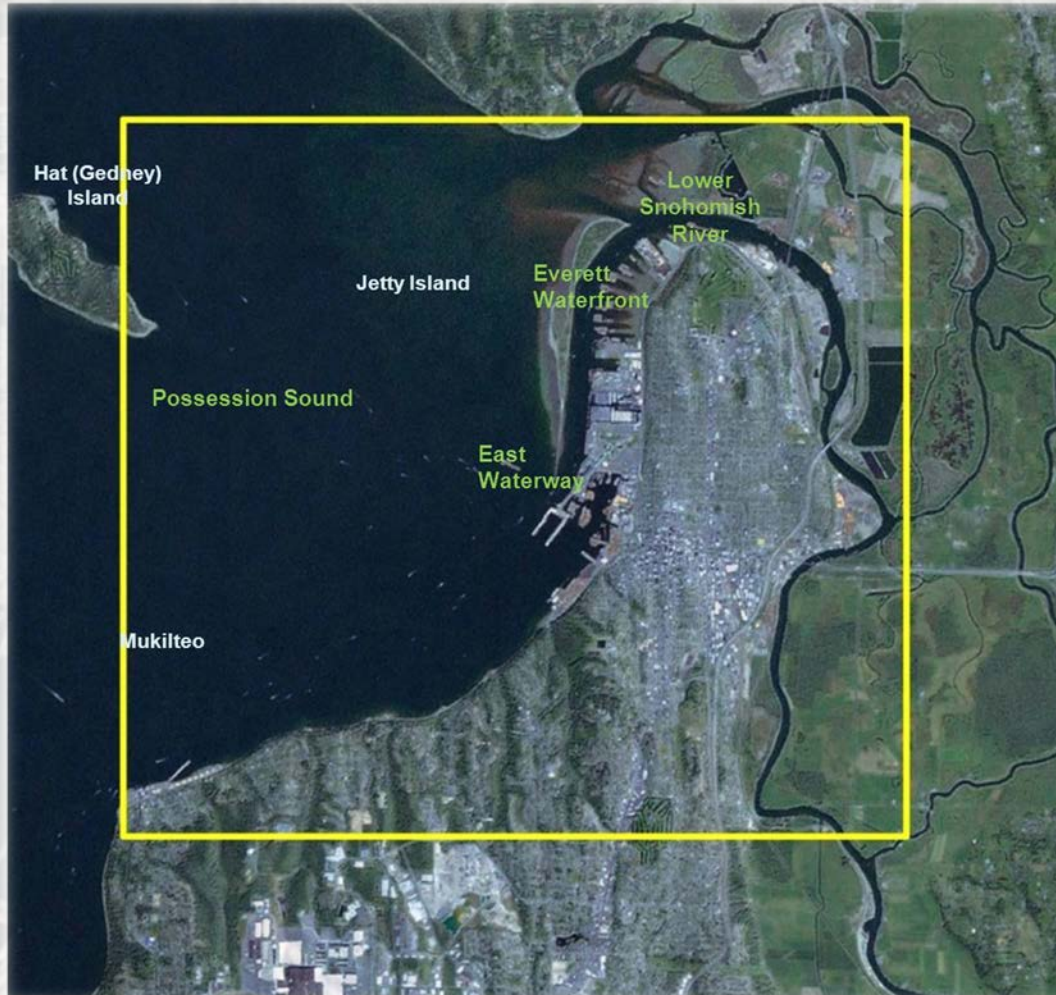 Hat (Gedney)
Island
Lower
Snohomish
River
Jetty Island
Everett
Waterfront
Possession Sound
East
Waterway
Mukilteo